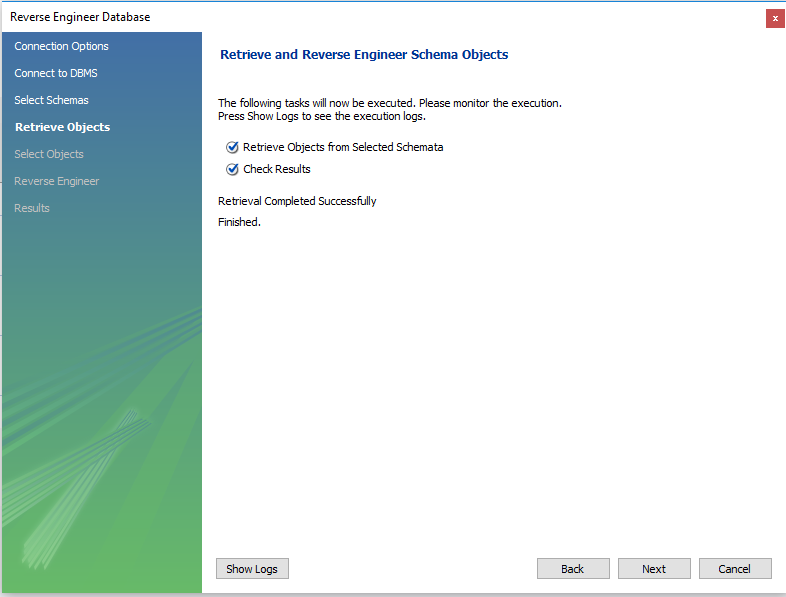 Reverse Engineer Database
x
Connection Options
Connect to DBMS
Select Schemas
Retrieve Objects
Select Objects
Reverse Engineer
Results
Retrieve and Reverse Engineer Schema Objects
The following tasks will now be executed. Please monitor the execution.
Press Show Logs to see the execution logs.
Retrieve Objects from Selected Schemata
Check Results
Retrieval Completed Successfully
Finished.
Show Logs
Back
Next
Cancel